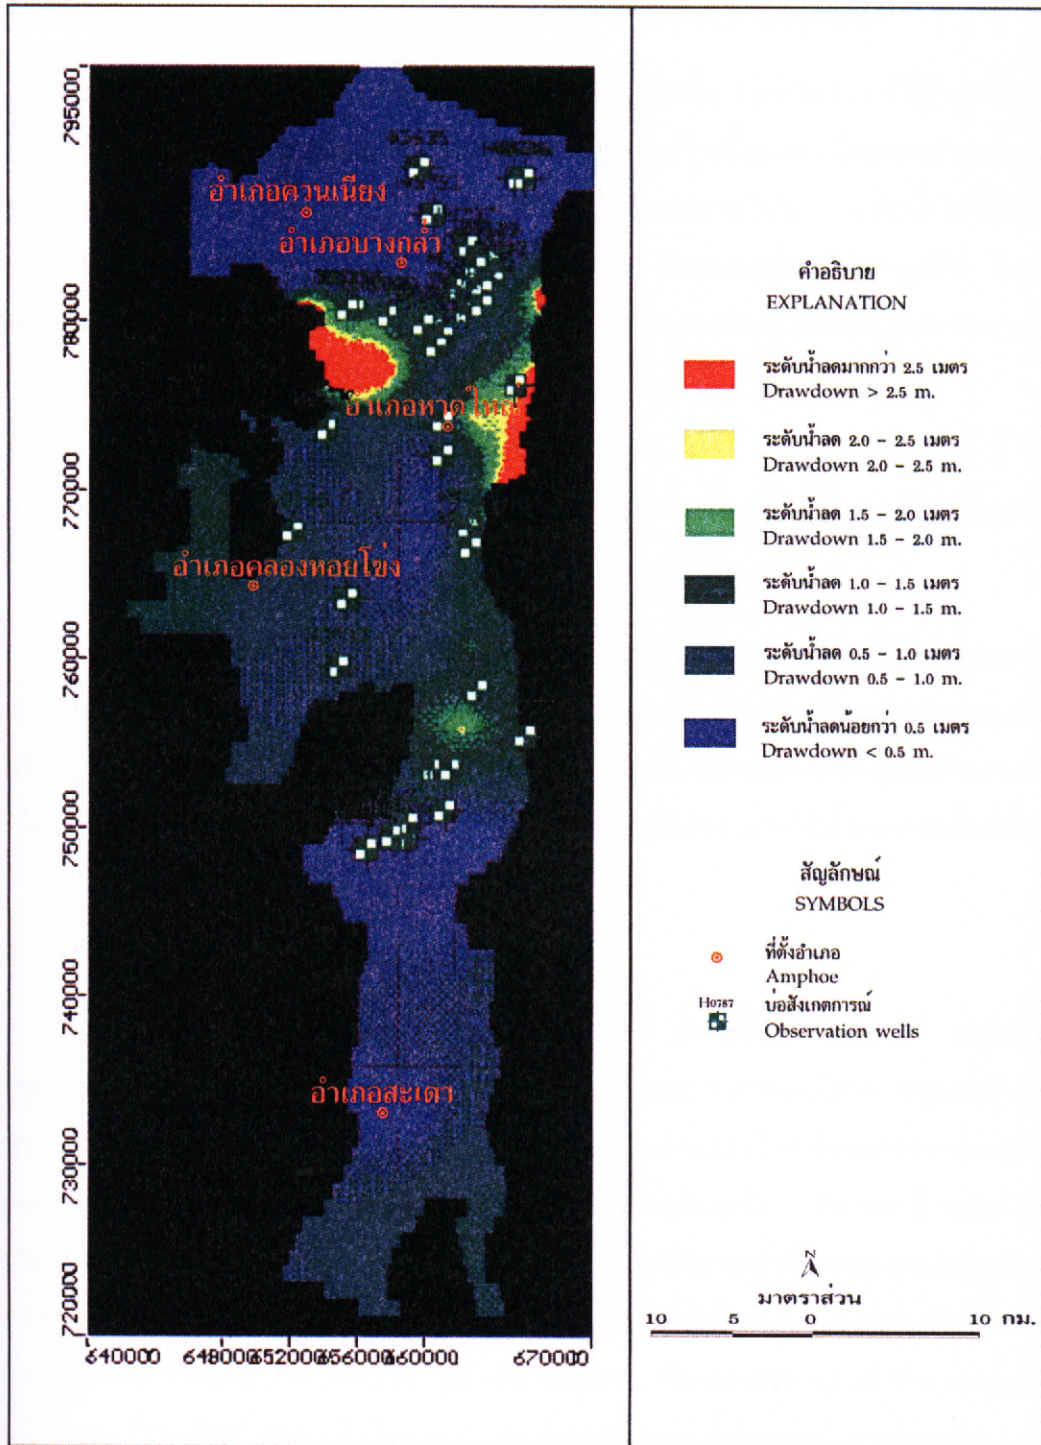 795000
780000
770000
760000
750000
740000
730000
720000
640000
670000
อำเภอควนเนียง
อำเภอบางกล่ำ
อำเภอหาดใหญ่
อำเภอคลองหอยโข่ง
อำเภอสะเดา
คำอธิบาย
EXPLANATION
ระดับน้ำลดมากกว่า 2.5 เมตร
Drawdown > 2.5 m.
ระดับน้ำลด 2.0 - 2.5 เมตร
Drawdown 2.0 - 2.5 m.
ระดับน้ำลด 1.5 - 2.0 เมตร
Drawdown 1.5 - 2.0 m.
ระดับน้ำลด 1.0 - 1.5 เมตร
Drawdown 1.0 - 1.5 m.
ระดับน้ำลด 0.5 - 1.0 เมตร
Drawdown 0.5 - 1.0 m.
ระดับน้ำลดน้อยกว่า 0.5 เมตร
Drawdown < 0.5 m.
สัญลักษณ์
SYMBOLS
ที่ตั้งอำเภอ
Amphoe
H0787
บ่อสังเกตการณ์
Observation wells
N
มาตราส่วน
10 5 0 10 กม.